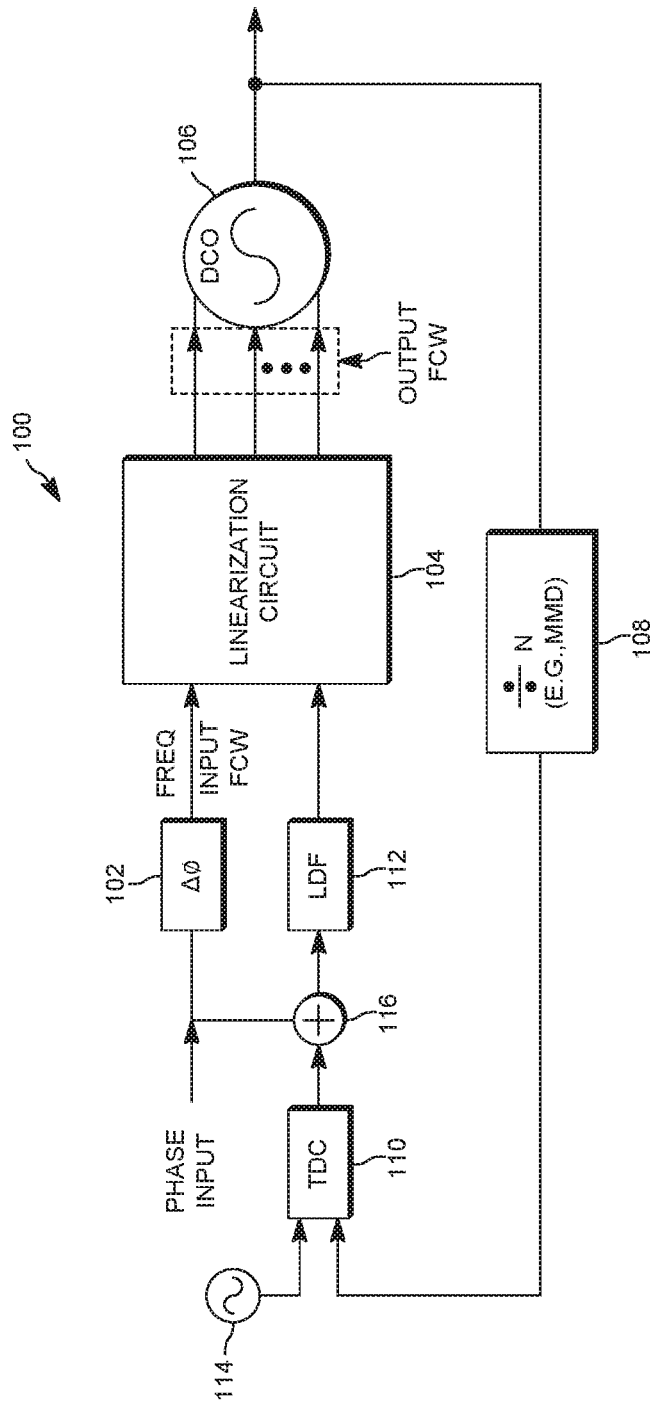 100
PHASE
INPUT
102
Δø
FREQ
INPUT
FCW
LINEARIZATION
CIRCUIT
104
DCO
106
OUTPUT
FCW
114
TDC
110
+
116
LDF
112
÷ N
(E.G.,MMD)
108